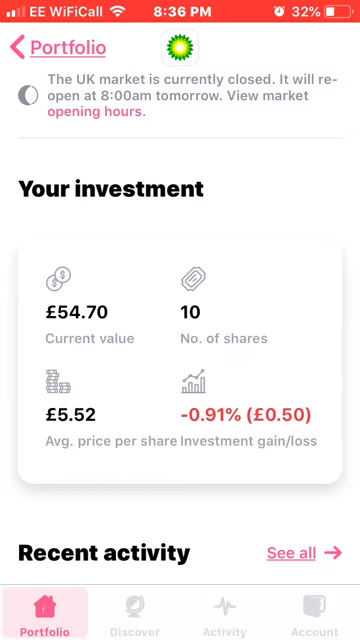 EE WiFiCall 8:36 PM 32%
Portfolio
The UK market is currently closed. It will re-
open at 8:00am tomorrow. View market
opening hours.
Your investment
£54.70 10
Current value No. of shares
£5.52 -0.91% (£0.50)
Avg. price per share Investment gain/loss
Recent activity See all
Portfolio Discover Activity Account